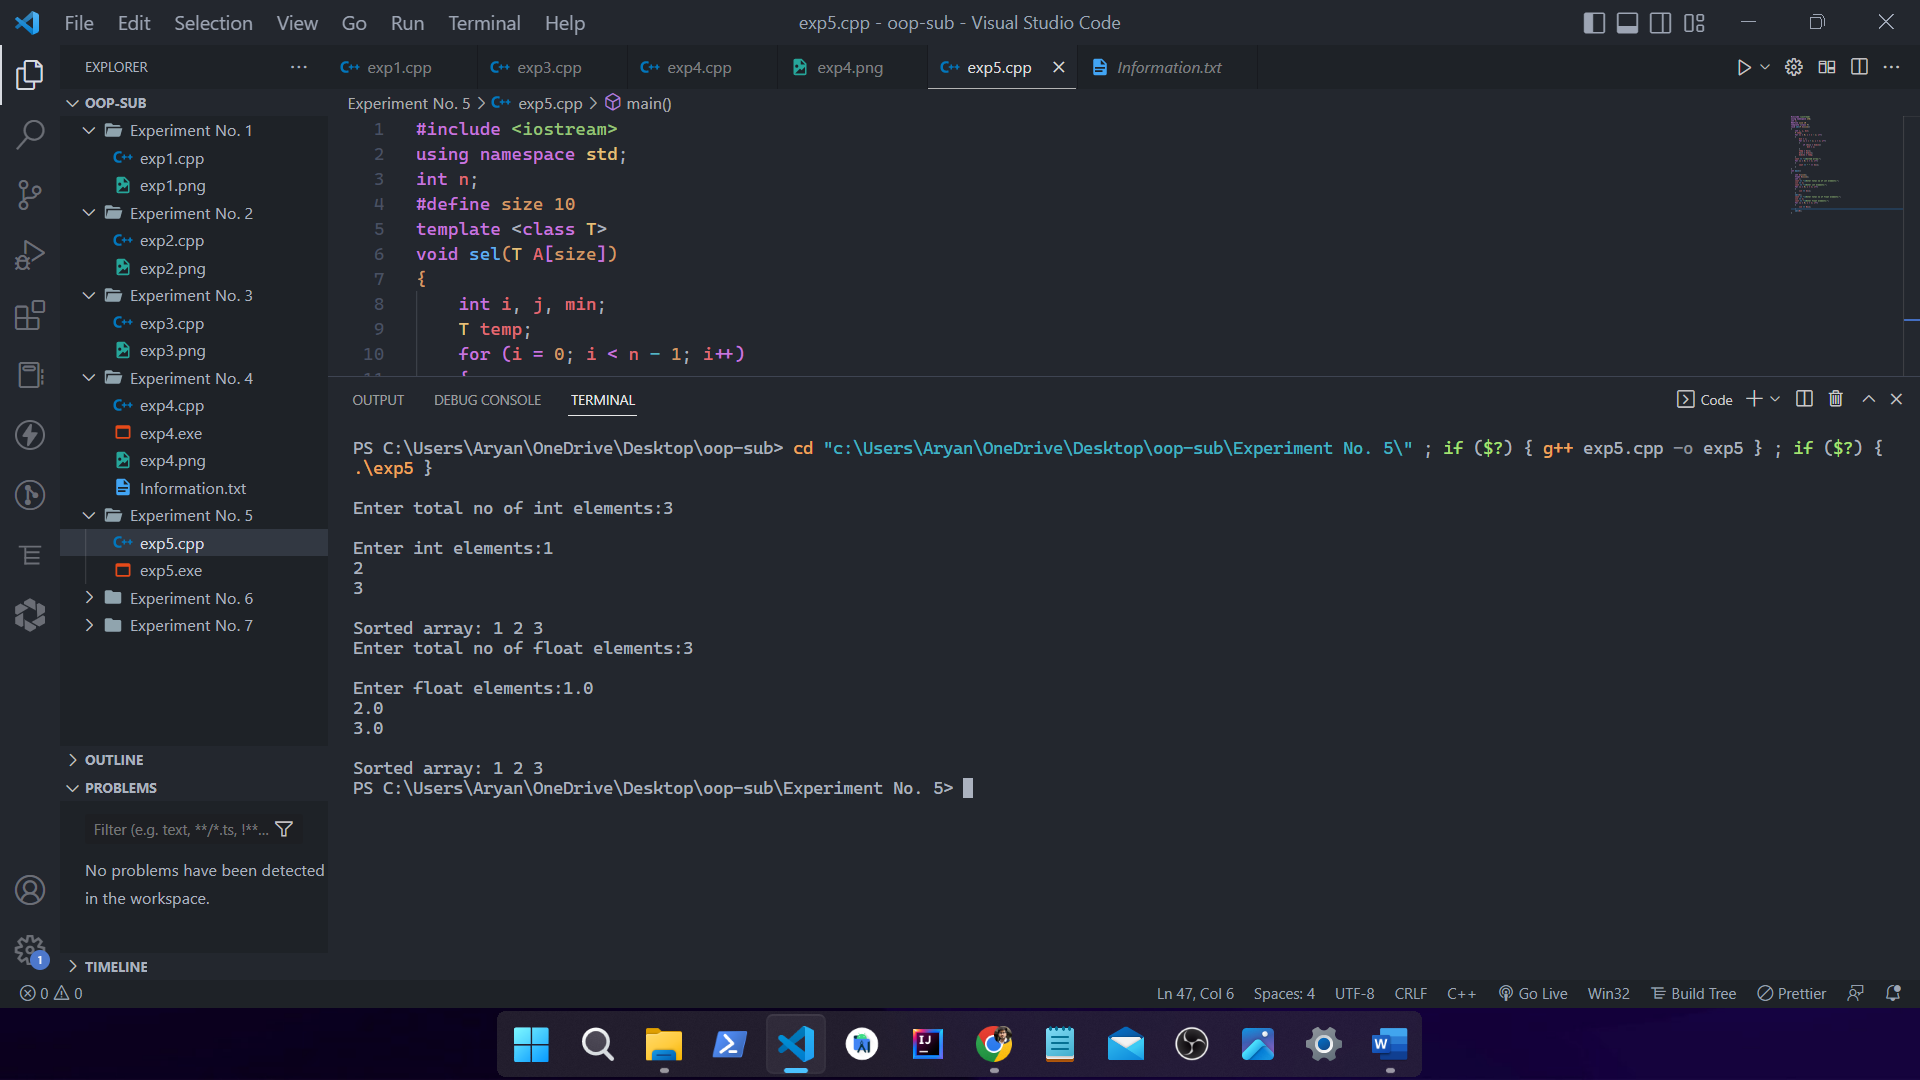 File Edit Selection View Go Run Terminal Help
exp5.cpp - oop-sub - Visual Studio Code
EXPLORER
exp1.cpp
exp3.cpp
exp4.cpp
exp4.png
exp5.cpp
Information.txt
OOP-SUB
Experiment No. 1
exp1.cpp
exp1.png
Experiment No. 2
exp2.cpp
exp2.png
Experiment No. 3
exp3.cpp
exp3.png
Experiment No. 4
exp4.cpp
exp4.exe
exp4.png
Information.txt
Experiment No. 5
exp5.cpp
exp5.exe
Experiment No. 6
Experiment No. 7
OUTLINE
PROBLEMS
Filter (e.g. text, **/*.ts, !**...
No problems have been detected
in the workspace.
TIMELINE
Experiment No. 5 > exp5.cpp > main()
1 #include <iostream>
2 using namespace std;
3 int n;
4 #define size 10
5 template <class T>
6 void sel(T A[size])
7 {
8 int i, j, min;
9 T temp;
10 for (i = 0; i < n - 1; i++)
OUTPUT DEBUG CONSOLE TERMINAL
Code
PS C:\Users\Aryan\OneDrive\Desktop\oop-sub> cd "c:\Users\Aryan\OneDrive\Desktop\oop-sub\Experiment No. 5\" ; if ($?) { g++ exp5.cpp -o exp5 } ; if ($?) {
.\exp5 }
Enter total no of int elements:3
Enter int elements:1
2
3
Sorted array: 1 2 3
Enter total no of float elements:3
Enter float elements:1.0
2.0
3.0
Sorted array: 1 2 3
PS C:\Users\Aryan\OneDrive\Desktop\oop-sub\Experiment No. 5>
1
0 0
Ln 47, Col 6 Spaces: 4 UTF-8 CRLF C++ Go Live Win32 Build Tree Prettier